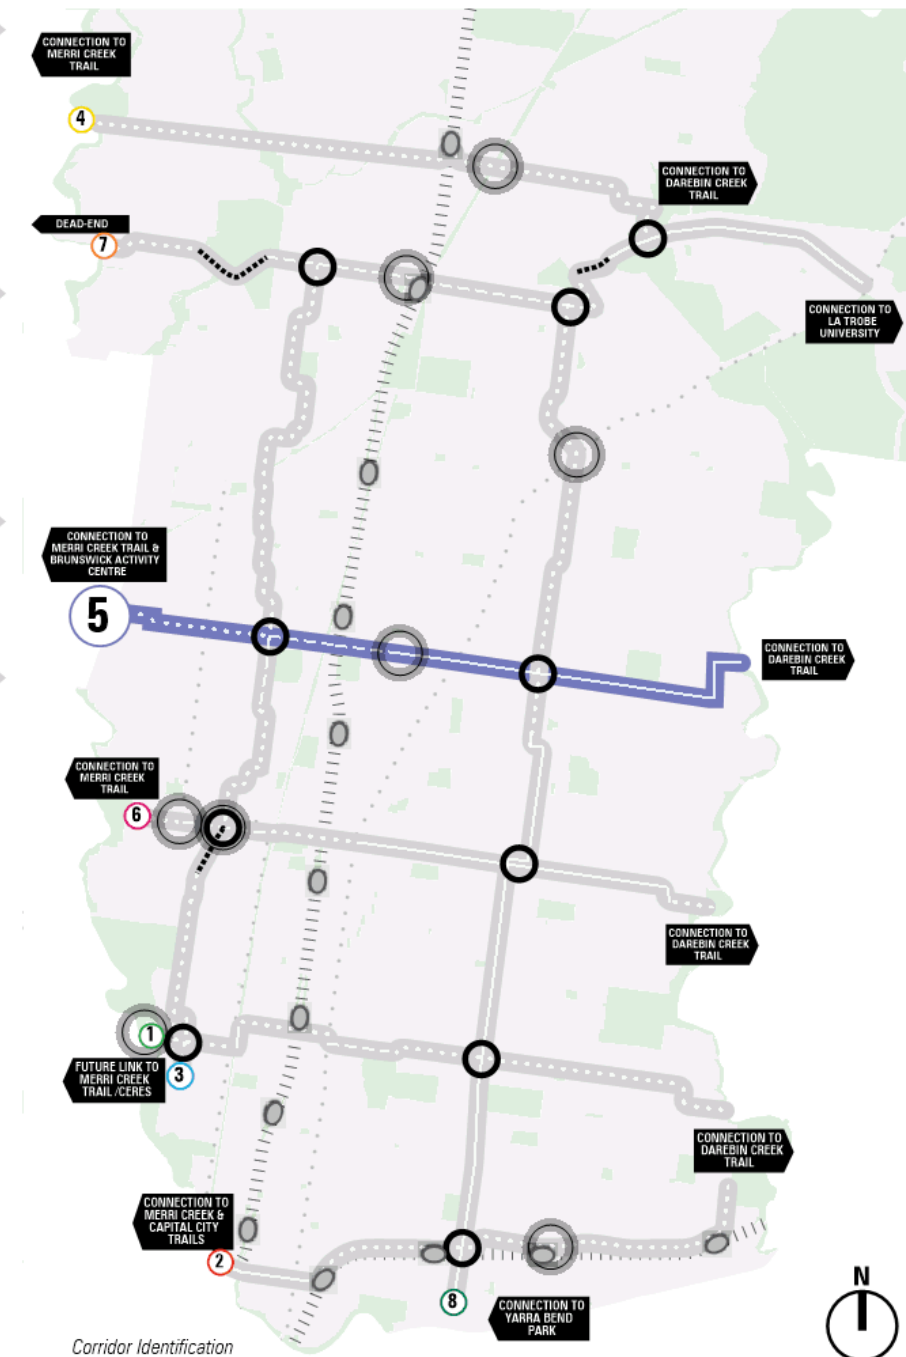 CONNECTION TO
MERRI CREEK
TRAIL
4
CONNECTION TO
DAREBIN CREEK
TRAIL
DEAD-END
7
CONNECTION TO
LA TROBE
UNIVERSITY
CONNECTION TO
MERRI CREEK TRAIL &
BRUNSWICK ACTIVITY
CENTRE
5
CONNECTION TO
DAREBIN CREEK
TRAIL
CONNECTION TO
MERRI CREEK
TRAIL
6
CONNECTION TO
DAREBIN CREEK
TRAIL
1
FUTURE LINK TO
MERRI CREEK
TRAIL /CERES
3
CONNECTION TO
DAREBIN CREEK
TRAIL
CONNECTION TO
MERRI CREEK &
CAPITAL CITY
TRAILS
2
8
CONNECTION TO
YARRA BEND
PARK
N
Corridor Identification